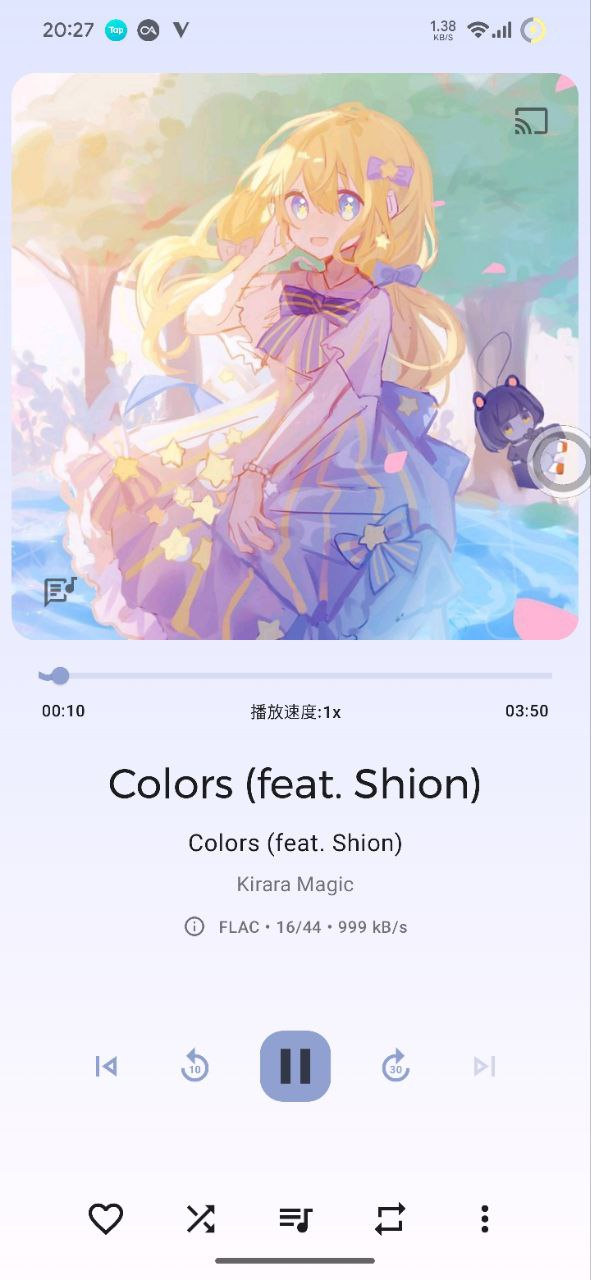 20:27 Tap CA V 1.38 KB/S
00:10 播放速度:1x 03:50
Colors (feat. Shion)
Colors (feat. Shion)
Kirara Magic
FLAC • 16/44 • 999 kB/s
10 30